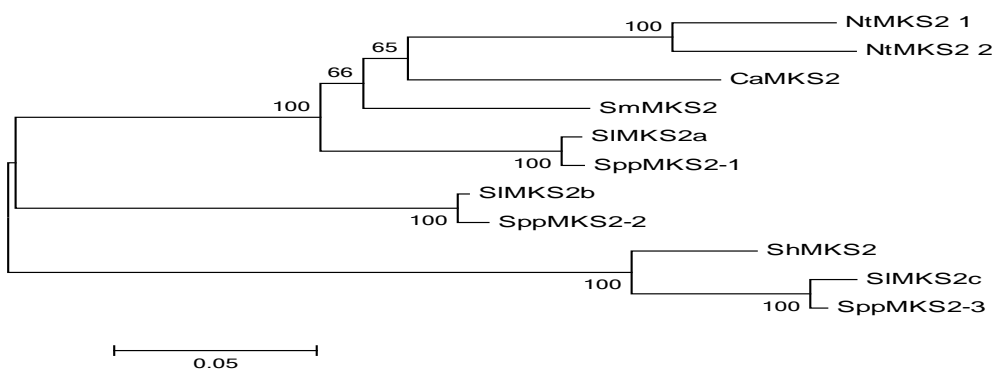 NtMKS2 1
100
NtMKS2 2
65
CaMKS2
66
SmMKS2
100
SlMKS2a
100
SppMKS2-1
SlMKS2b
100
SppMKS2-2
ShMKS2
100
SlMKS2c
100
SppMKS2-3
0.05